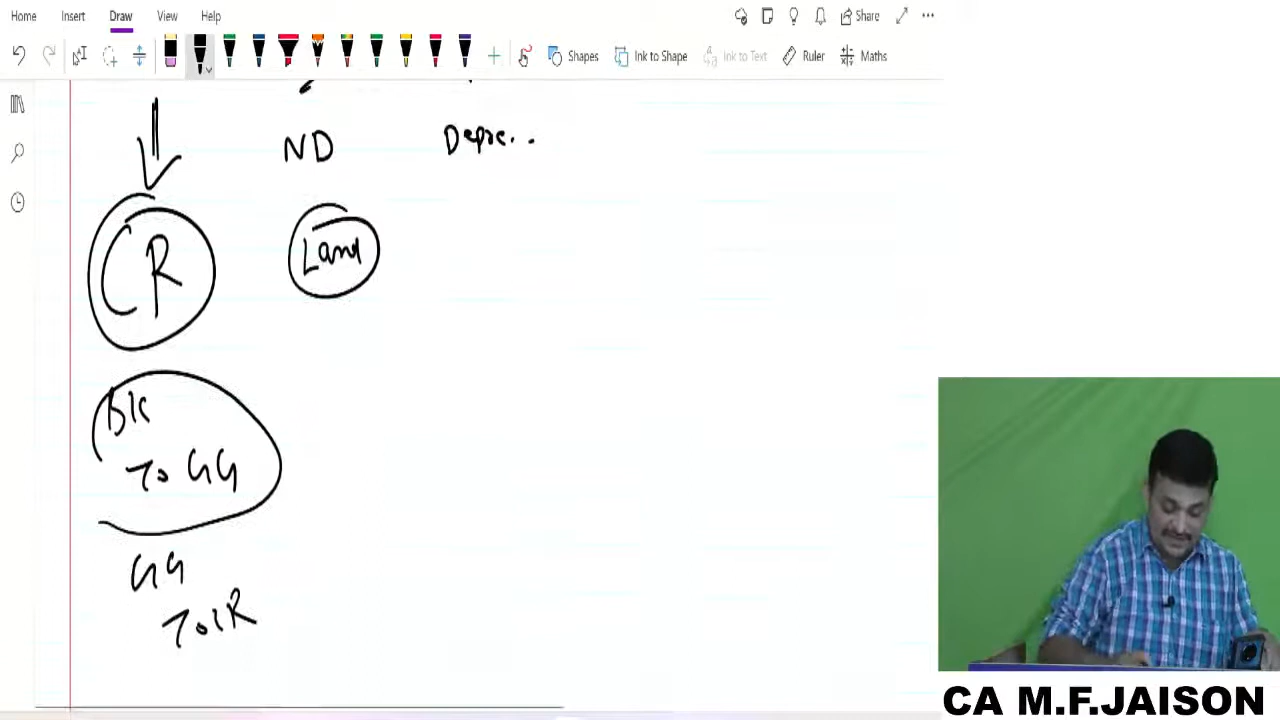 Home Insert Draw View Help
Share
Shapes Ink to Shape Ink to Text Ruler Maths
ND Depre..
CR Land
BK
To GG
GG
To CR
CA M.F.JAISON